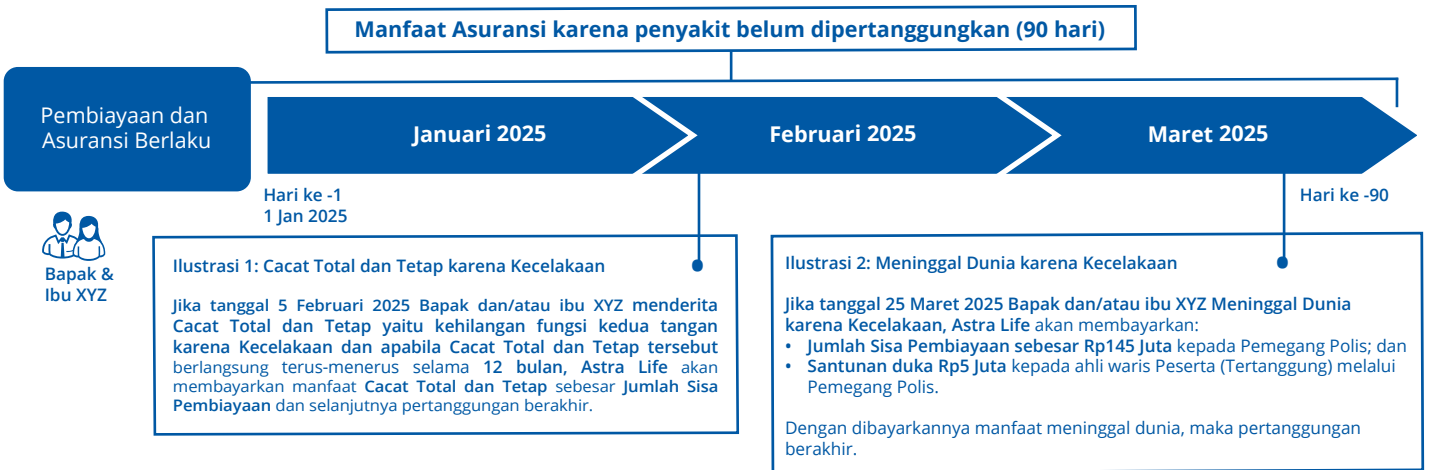 Manfaat Asuransi karena penyakit belum dipertanggungkan (90 hari)
Pembiayaan dan
Asuransi Berlaku
Januari 2025
Februari 2025
Maret 2025
Hari ke -1
1 Jan 2025
Hari ke -90
Bapak &
Ibu XYZ
Ilustrasi 1: Cacat Total dan Tetap karena Kecelakaan
Jika tanggal 5 Februari 2025 Bapak dan/atau ibu XYZ menderita
Cacat Total dan Tetap yaitu kehilangan fungsi kedua tangan
karena Kecelakaan dan apabila Cacat Total dan Tetap tersebut
berlangsung terus-menerus selama 12 bulan, Astra Life akan
membayarkan manfaat Cacat Total dan Tetap sebesar Jumlah Sisa
Pembiayaan dan selanjutnya pertanggungan berakhir.
Ilustrasi 2: Meninggal Dunia karena Kecelakaan
Jika tanggal 25 Maret 2025 Bapak dan/atau ibu XYZ Meninggal Dunia
karena Kecelakaan, Astra Life akan membayarkan:
• Jumlah Sisa Pembiayaan sebesar Rp145 Juta kepada Pemegang Polis; dan
• Santunan duka Rp5 Juta kepada ahli waris Peserta (Tertanggung) melalui
Pemegang Polis.
Dengan dibayarkannya manfaat meninggal dunia, maka pertanggungan
berakhir.